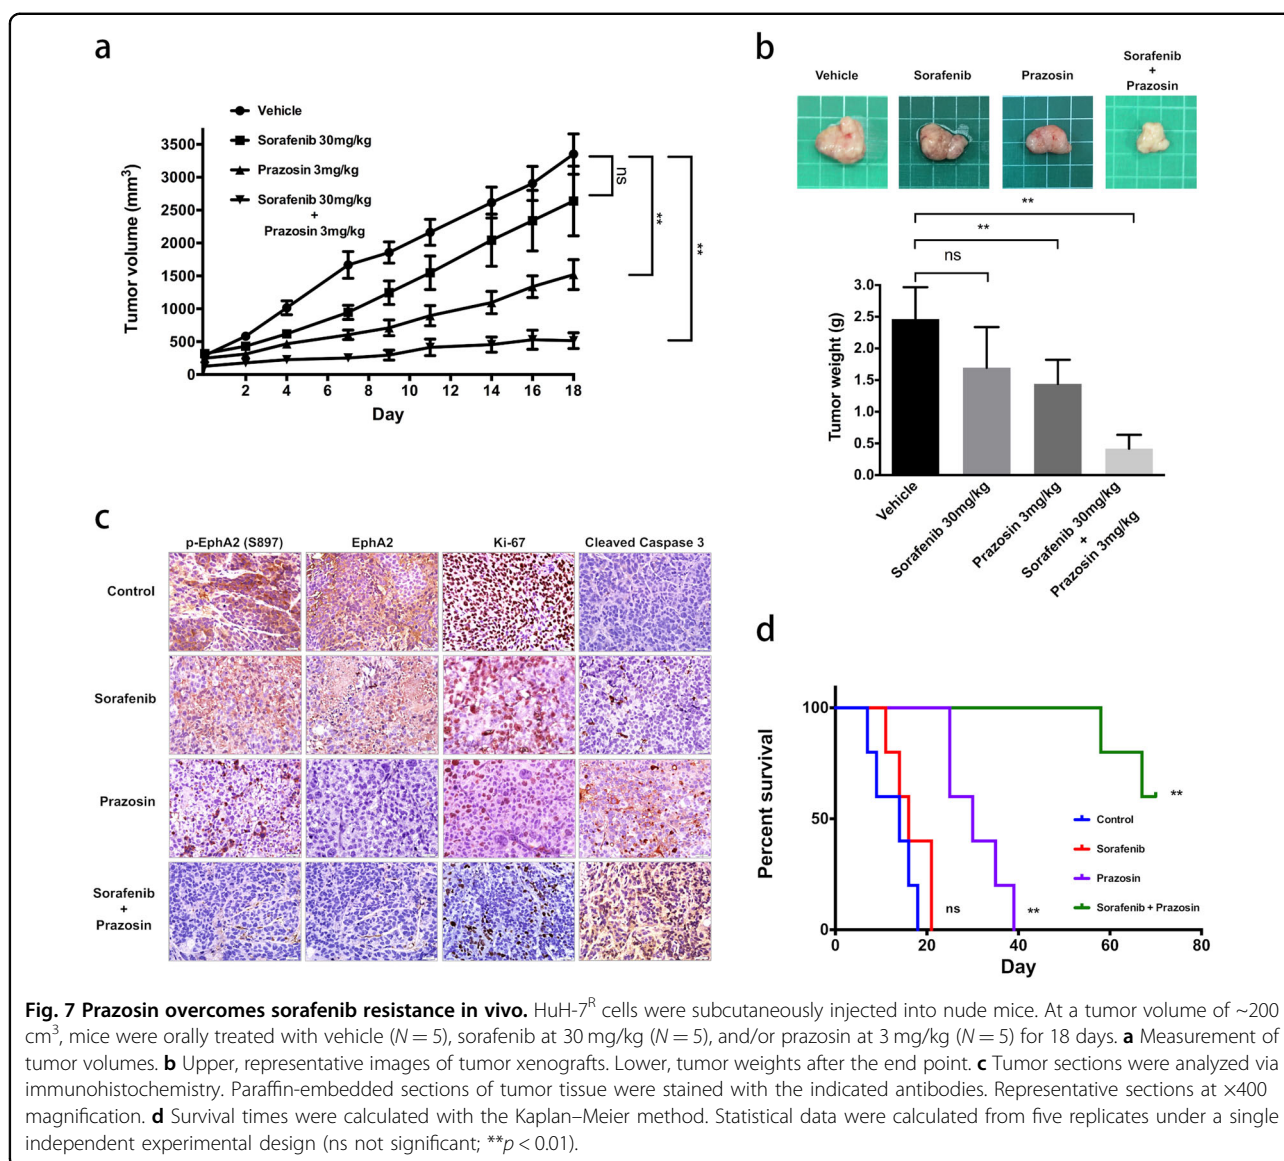 a
Vehicle
Sorafenib 30mg/kg
Prazosin 3mg/kg
Sorafenib 30mg/kg
+
Prazosin 3mg/kg
Tumor volume (mm³)
3500
3000
2500
2000
1500
1000
500
0
2 4 6 8 10 12 14 16 18
Day
ns
**
**
b
Vehicle
Sorafenib
Prazosin
Sorafenib
+
Prazosin
**
**
ns
Tumor weight (g)
3.0
2.5
2.0
1.5
1.0
0.5
0.0
Vehicle
Sorafenib 30mg/kg
Prazosin 3mg/kg
Sorafenib 30mg/kg
+
Prazosin 3mg/kg
c
p-EphA2 (S897) EphA2 Ki-67 Cleaved Caspase 3
Control
Sorafenib
Prazosin
Sorafenib
+
Prazosin
d
Percent survival
100
50
0
0 20 40 60 80
Day
ns
**
**
Control
Sorafenib
Prazosin
Sorafenib + Prazosin
Fig. 7 Prazosin overcomes sorafenib resistance in vivo. HuH-7ᴿ cells were subcutaneously injected into nude mice. At a tumor volume of ~200
cm³, mice were orally treated with vehicle (N = 5), sorafenib at 30 mg/kg (N = 5), and/or prazosin at 3 mg/kg (N = 5) for 18 days. a Measurement of
tumor volumes. b Upper, representative images of tumor xenografts. Lower, tumor weights after the end point. c Tumor sections were analyzed via
immunohistochemistry. Paraffin-embedded sections of tumor tissue were stained with the indicated antibodies. Representative sections at ×400
magnification. d Survival times were calculated with the Kaplan–Meier method. Statistical data were calculated from five replicates under a single
independent experimental design (ns not significant; **p < 0.01).